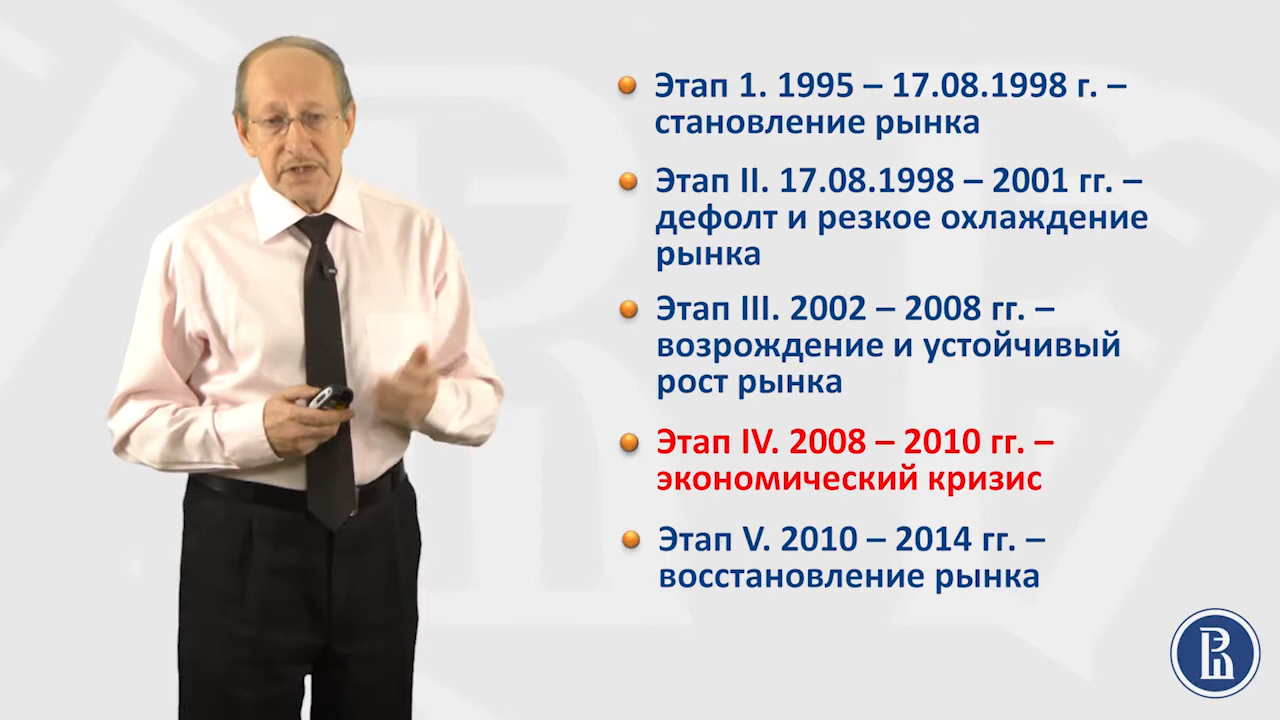 Этап 1. 1995 – 17.08.1998 г. –
становление рынка
Этап II. 17.08.1998 – 2001 гг. –
дефолт и резкое охлаждение
рынка
Этап III. 2002 – 2008 гг. –
возрождение и устойчивый
рост рынка
Этап IV. 2008 – 2010 гг. –
экономический кризис
Этап V. 2010 – 2014 гг. –
восстановление рынка